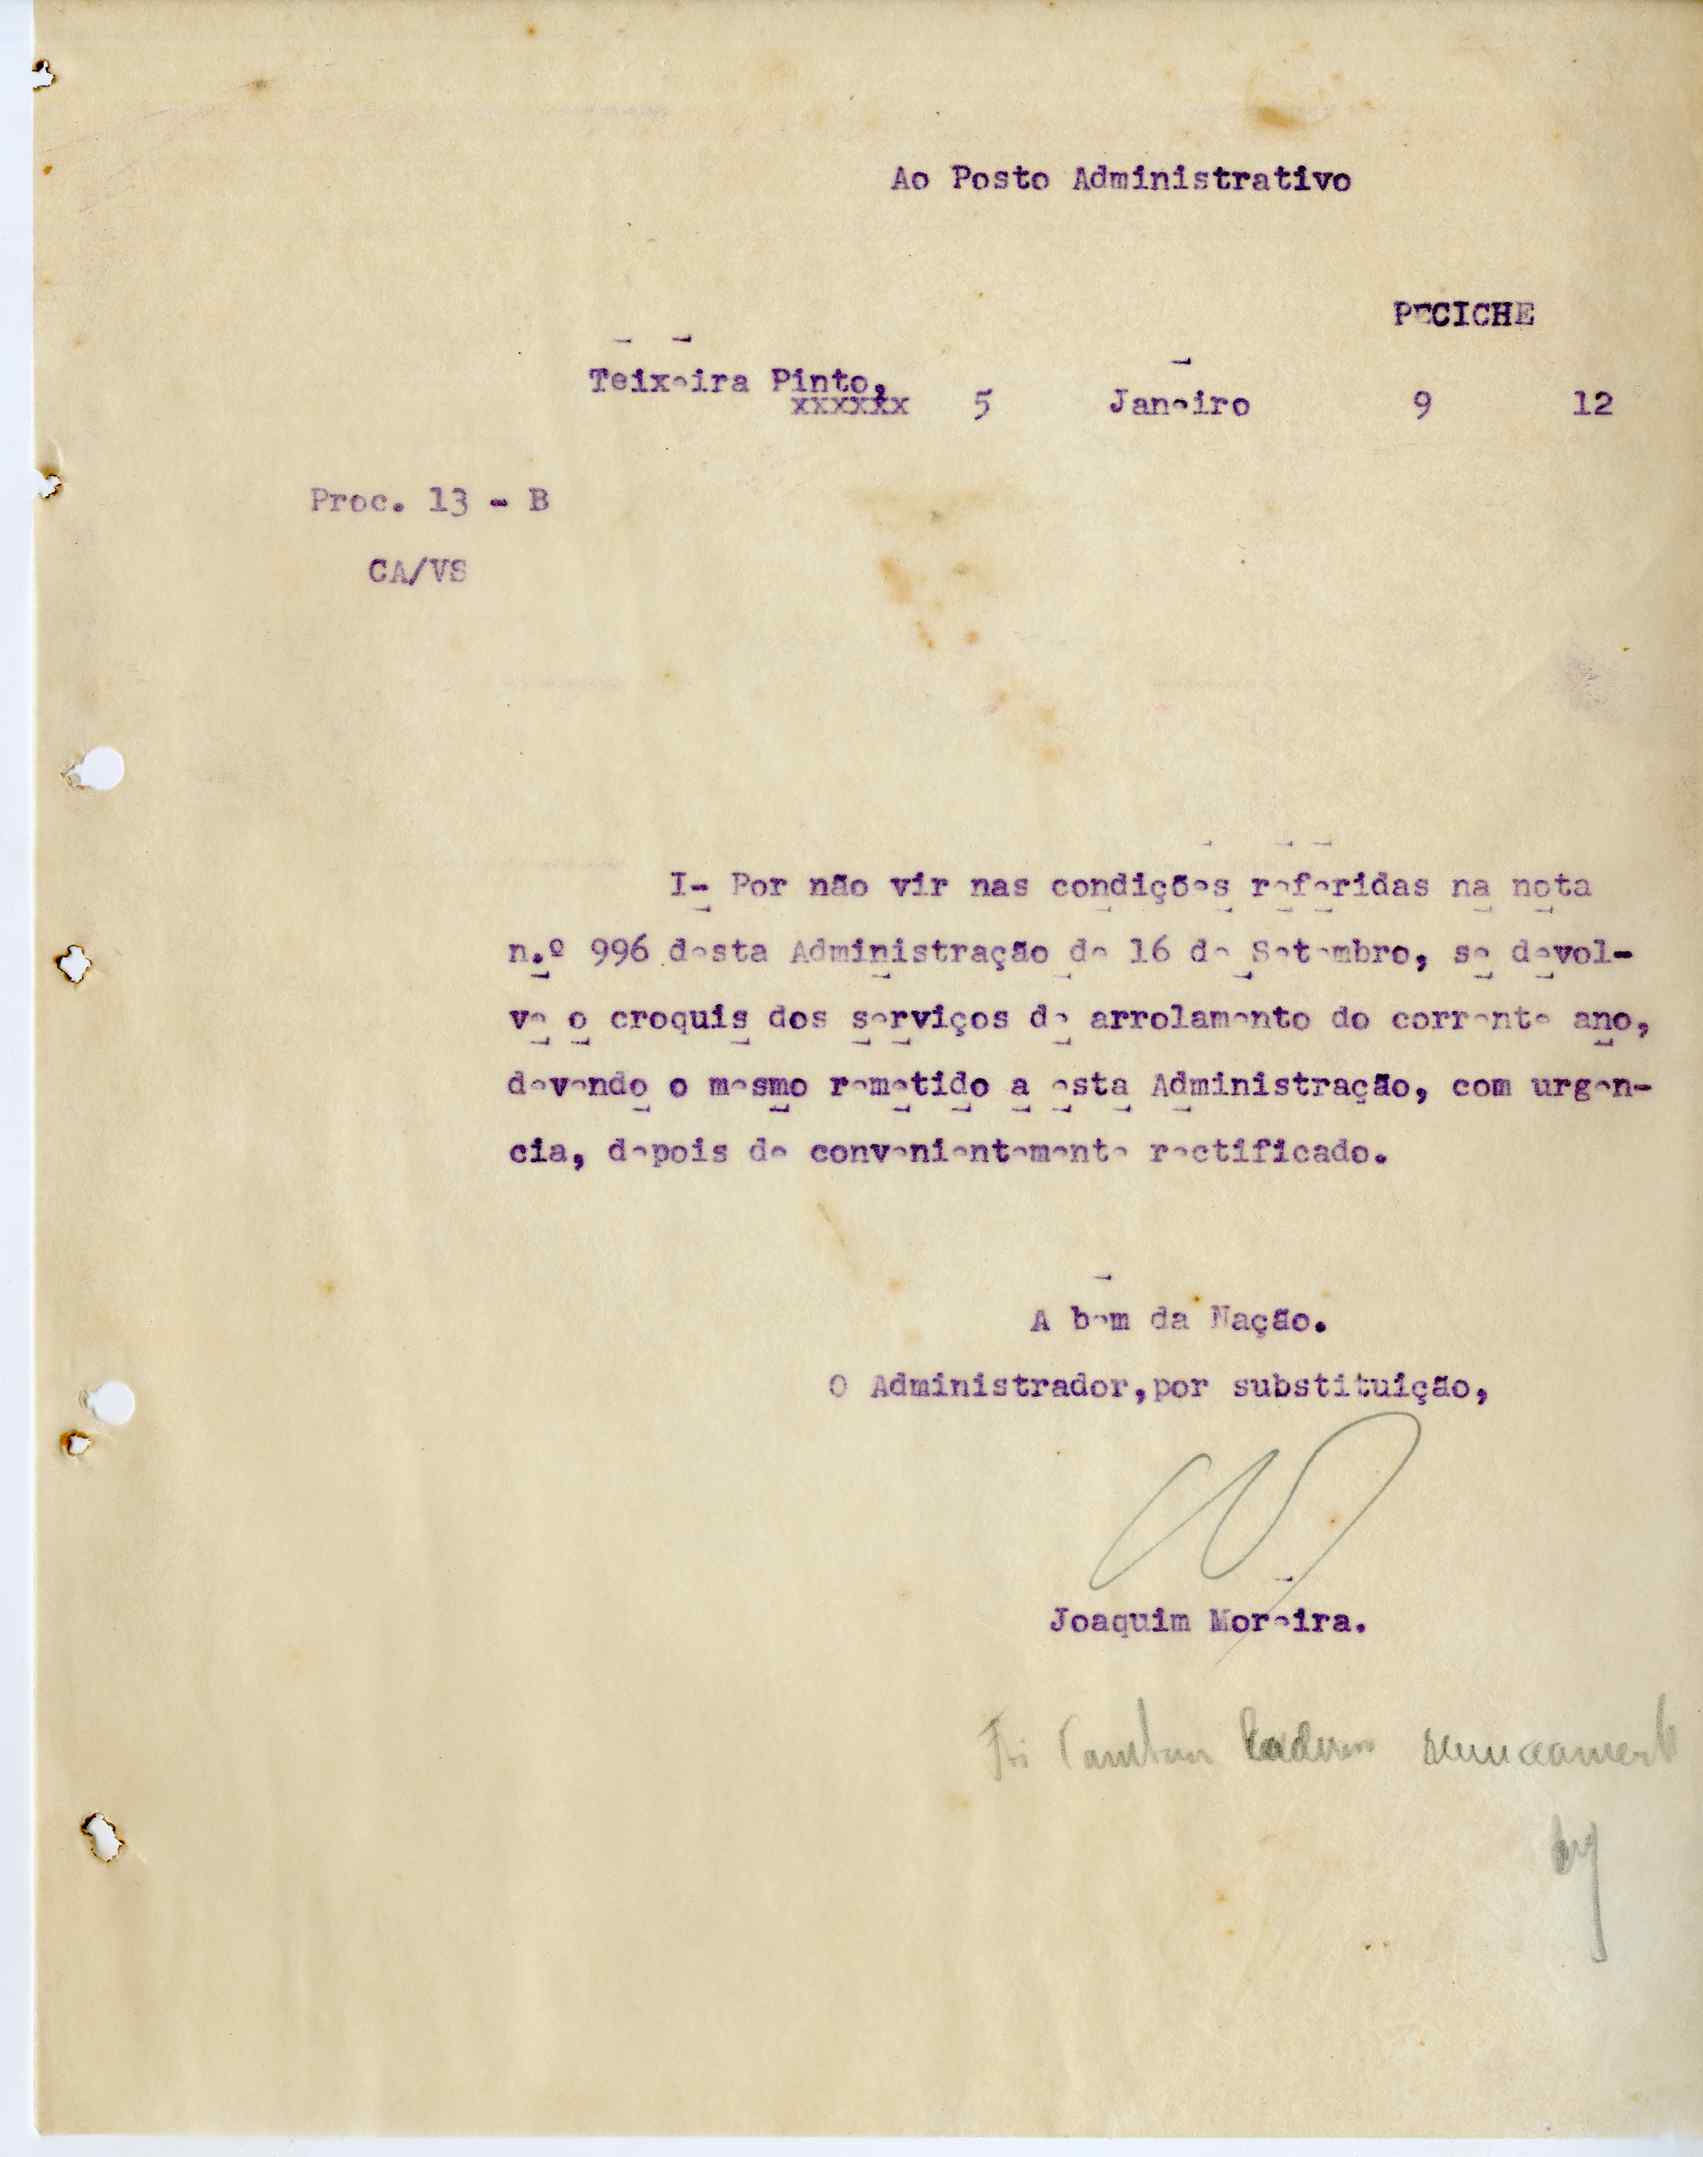 Ao Posto Administrativo
PECICHE
Teixeira Pinto,
xxxxxx 5 Janeiro 9 12
Proc. 13 - B
CA/VS
I- Por não vir nas condições referidas na nota
n.º 996 desta Administração de 16 de Setembro, se devol-
ve o croquis dos serviços de arrolamento do corrente ano,
devendo o mesmo remetido a esta Administração, com urgen-
cia, depois de convenientemente rectificado.
A bem da Nação.
O Administrador,por substituição,
Joaquim Moreira.
Foi